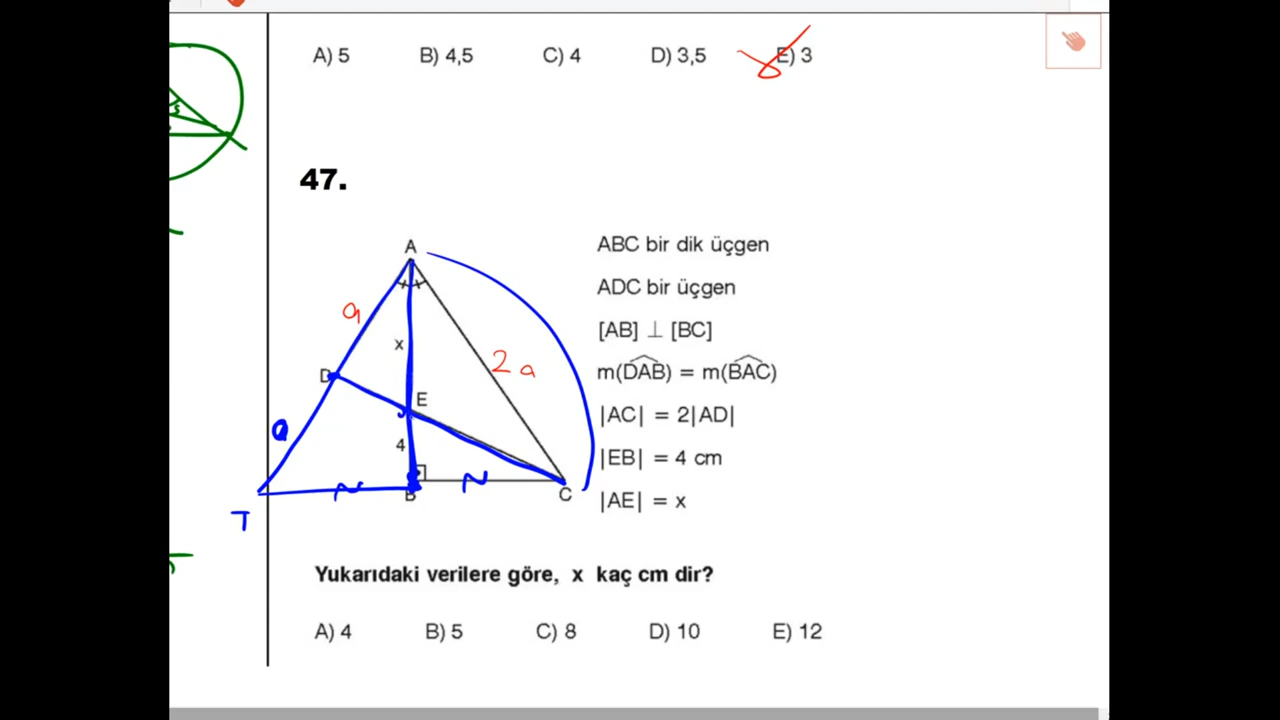 A) 5 B) 4,5 C) 4 D) 3,5 E) 3
47.
A
a
x
2a
D
E
a
4
B
C
T
ABC bir dik üçgen
ADC bir üçgen
[AB] ⊥ [BC]
m(DAB) = m(BAC)
|AC| = 2|AD|
|EB| = 4 cm
|AE| = x
Yukarıdaki verilere göre, x kaç cm dir?
A) 4 B) 5 C) 8 D) 10 E) 12